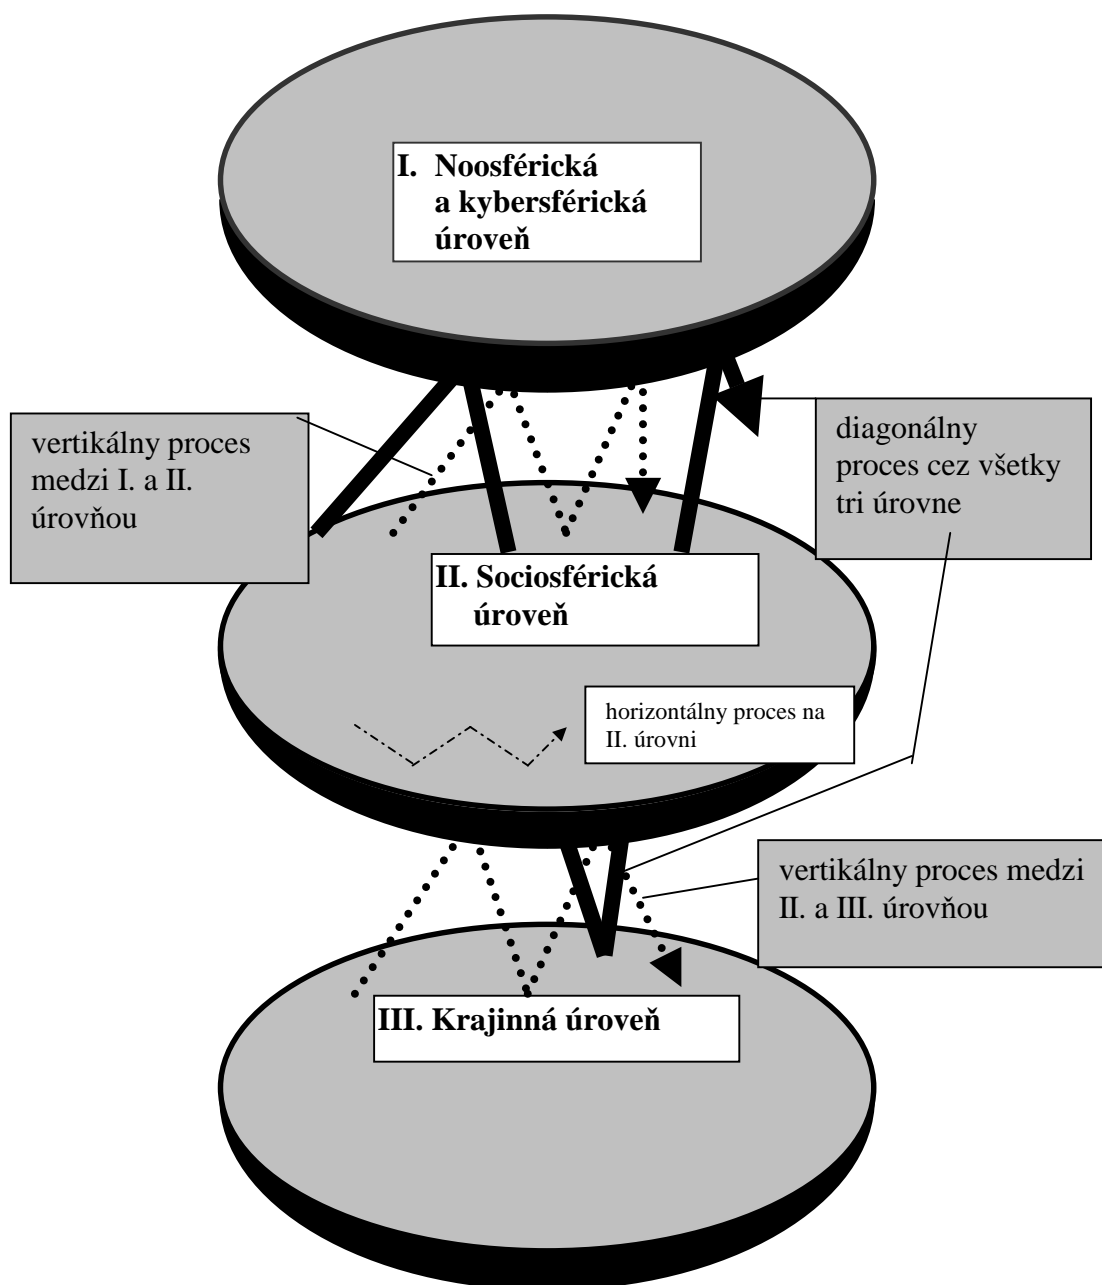 I. Noosférická
a kybersférická
úroveň
vertikálny proces
medzi I. a II.
úrovňou
diagonálny
proces cez všetky
tri úrovne
II. Sociosférická
úroveň
horizontálny proces na
II. úrovni
vertikálny proces medzi
II. a III. úrovňou
III. Krajinná úroveň